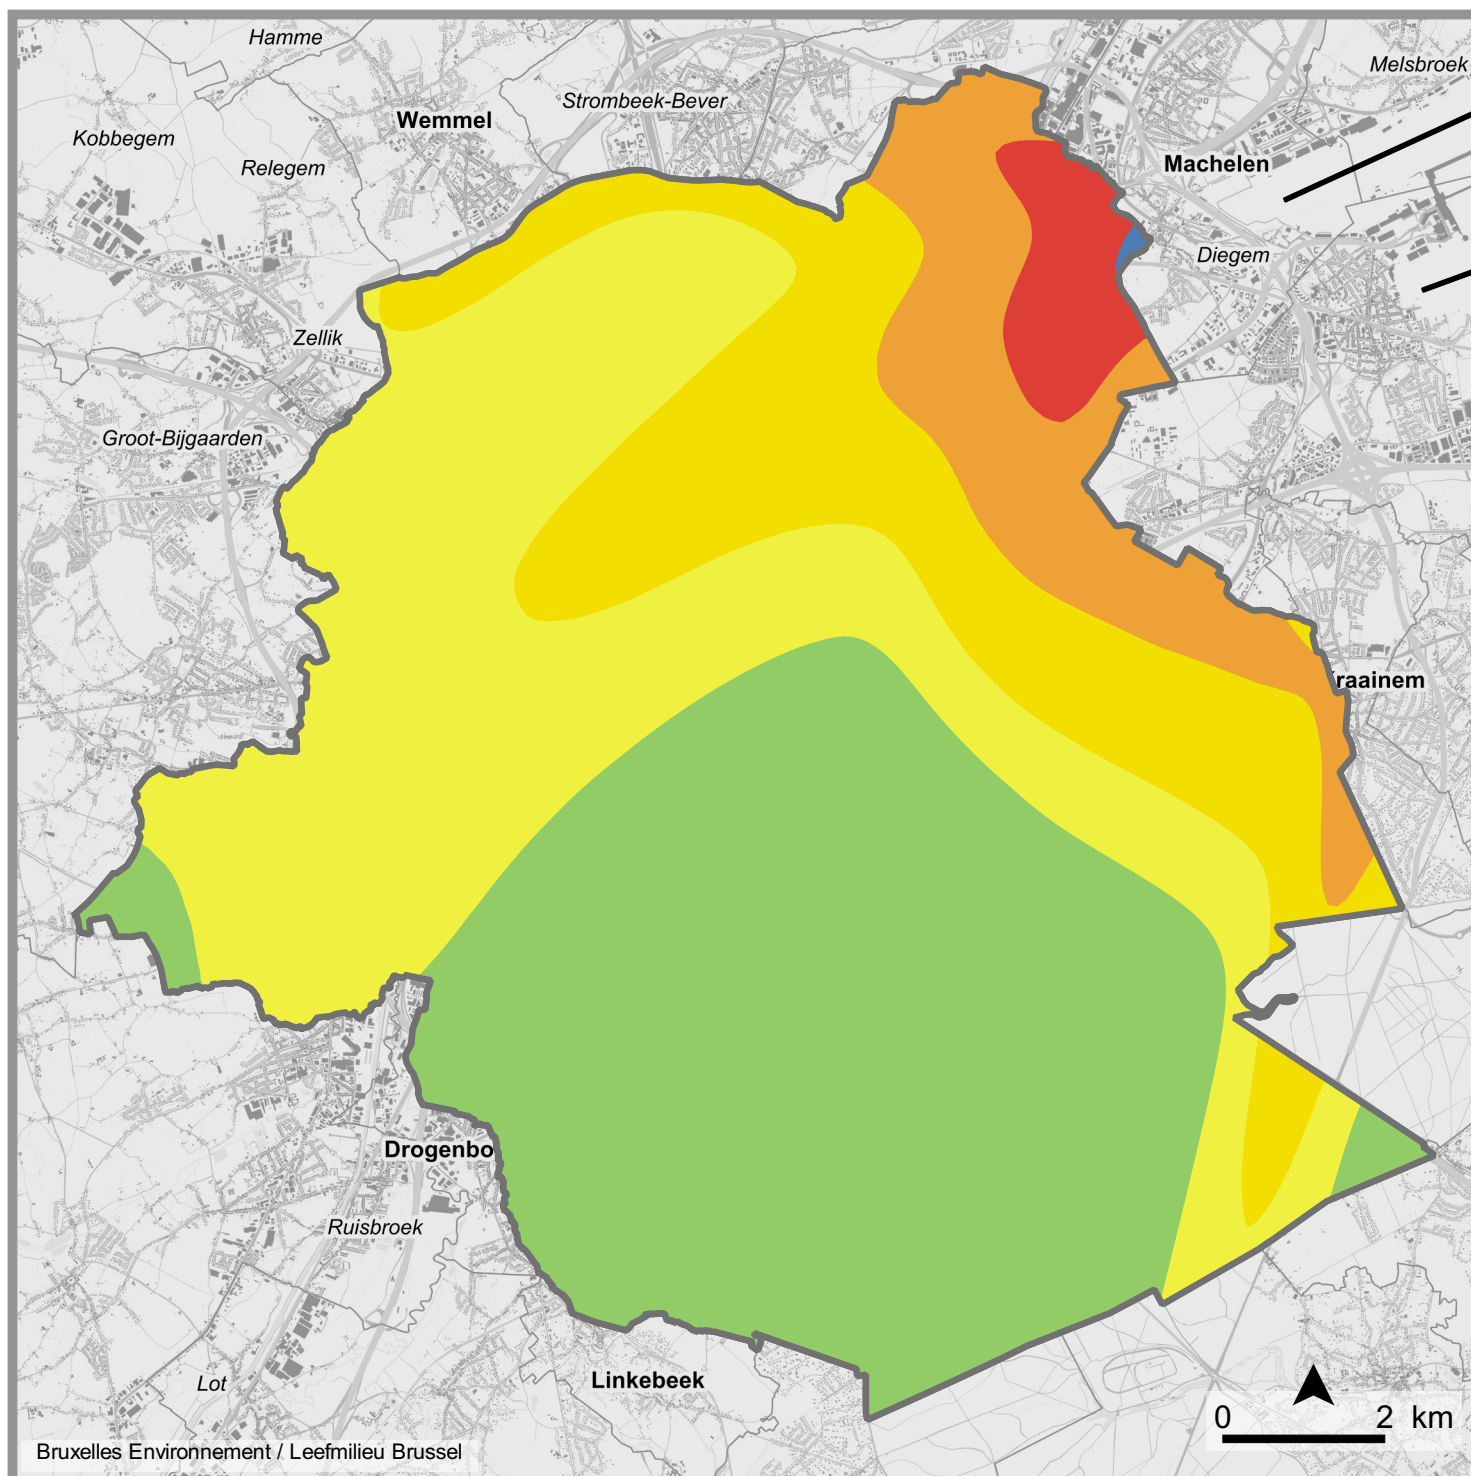 Hamme
Melsbroek
Strombeek-Bever
Wemmel
Kobbegem
Relegem
Machelen
Diegem
Zellik
Groot-Bijgaarden
raainem
Drogenbo
Ruisbroek
Linkebeek
Lot
0 2 km
Bruxelles Environnement / Leefmilieu Brussel